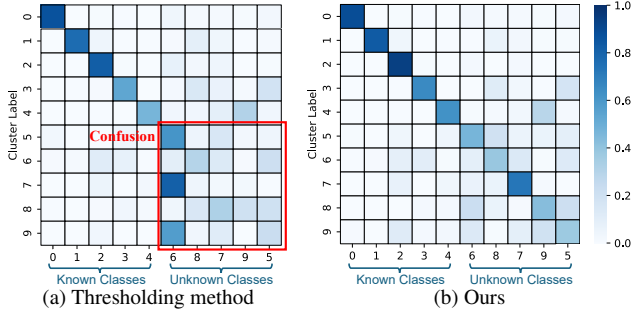 Cluster Label
0
1
2
3
4
5
6
7
8
9
Confusion
0 1 2 3 4 6 8 7 9 5
Known Classes Unknown Classes
(a) Thresholding method
Cluster Label
0
1
2
3
4
5
6
7
8
9
0 1 2 3 4 6 8 7 9 5
Known Classes Unknown Classes
(b) Ours
1.0
0.8
0.6
0.4
0.2
0.0